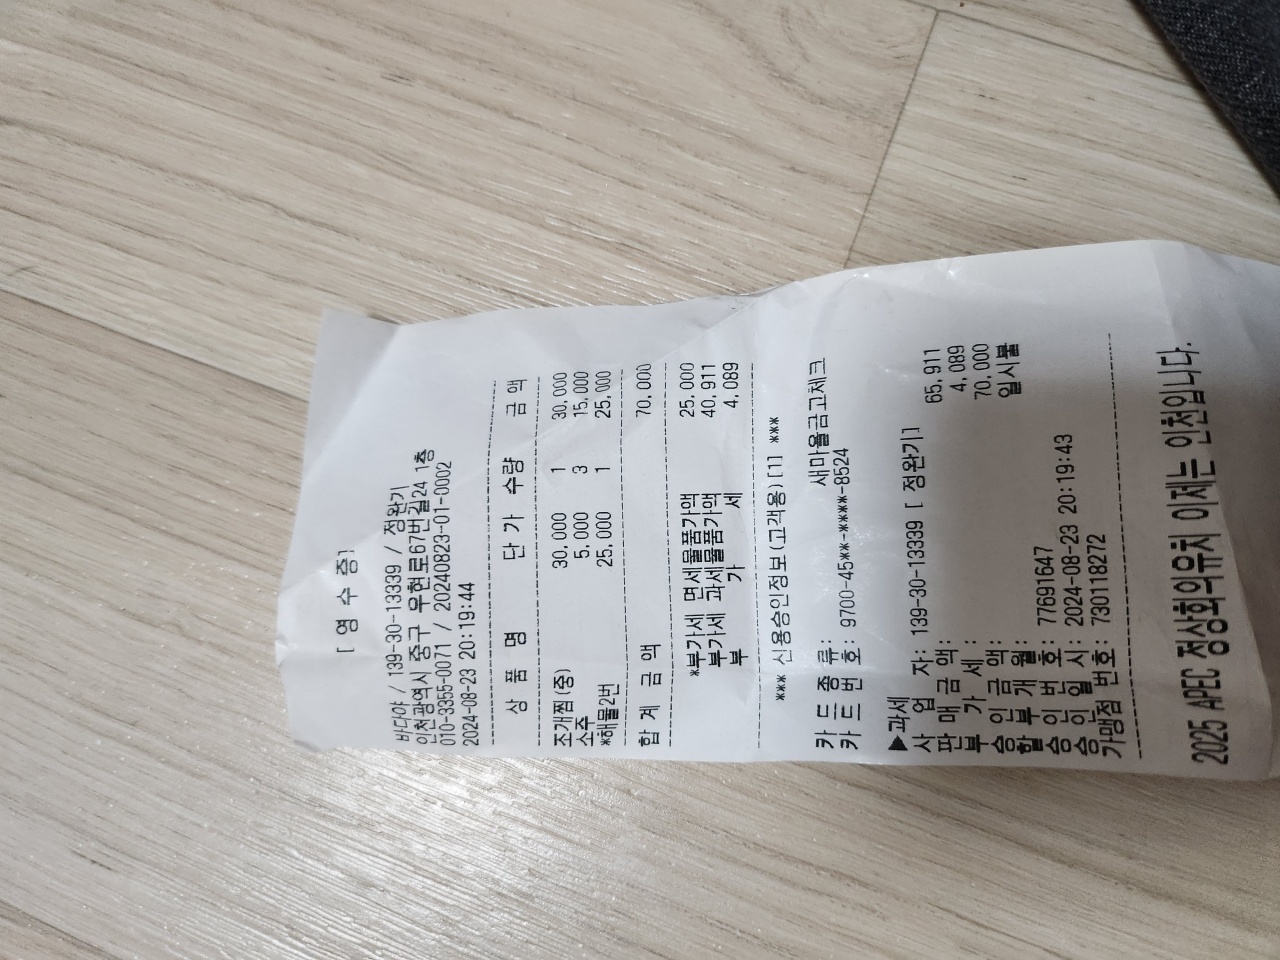 [ 영 수 증 ]
바다야 / 139-30-13339 / 정완기
인천광역시 중구 우현로67번길24 1층
010-3355-0071 / 20240823-01-0002
2024-08-23 20:19:44
상 품 명 단 가 수량 금 액
조개찜(중) 30,000 1 30,000
소주 5,000 3 15,000
*해물2번 25,000 1 25,000
합 계 금 액 70,000
*부가세 면세물품가액 25,000
부가세 과세물품가액 40,911
부 가 세 4,089
*** 신용승인정보(고객용)[1] ***
카 드 종 류: 새마을금고체크
카 드 번 호: 9700-45**-****-8524
▶과세
사 업 자: 139-30-13339 [ 정완기]
판 매 금 액: 65,911
부 가 세: 4,089
승 인 금 액: 70,000
할 부 개 월: 일시불
승 인 번 호: 77691647
승 인 일 시: 2024-08-23 20:19:43
가맹점 번호: 730118272
2025 APEC 정상회의유치 이제는 인천입니다.